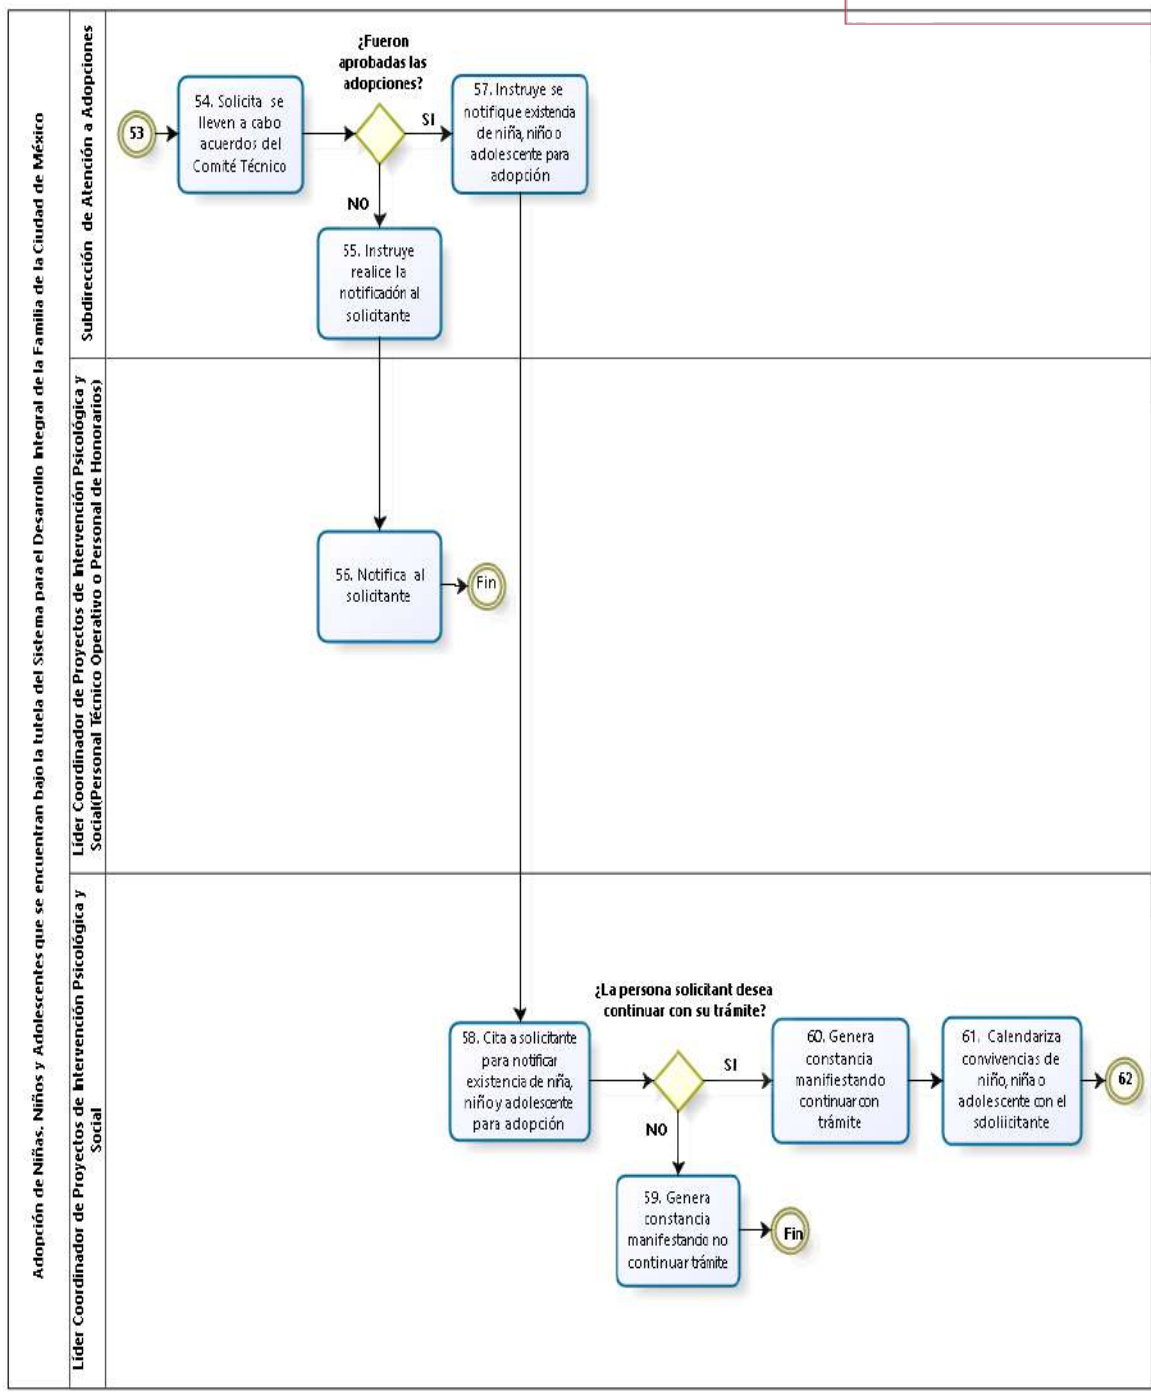 Adopción de Niñas, Niños y Adolescentes que se encuentran bajo la tutela del Sistema para el Desarrollo Integral de la Familia de la Ciudad de México
Subdirección de Atención a Adopciones
53
54. Solicita se
lleven a cabo
acuerdos del
Comité Técnico
¿Fueron
aprobadas las
adopciones?
SI
57. Instruye se
notifique existencia
de niña, niño o
adolescente para
adopción
NO
55. Instruye
realice la
notificación al
solicitante
Líder Coordinador de Proyectos de Intervención Psicológica y
Social(Personal Técnico Operativo o Personal de Honorarios)
56. Notifica al
solicitante
Fin
Líder Coordinador de Proyectos de Intervención Psicológica y
Social
58. Cita a solicitante
para notificar
existencia de niña,
niño y adolescente
para adopción
¿La persona solicitant desea
continuar con su trámite?
SI
60. Genera
constancia
manifiestando
continuar con
trámite
61. Calendariza
convivencias de
niño, niña o
adolescente con el
sdoliicitante
62
NO
59. Genera
constancia
manifestando no
continuar trámite
Fin